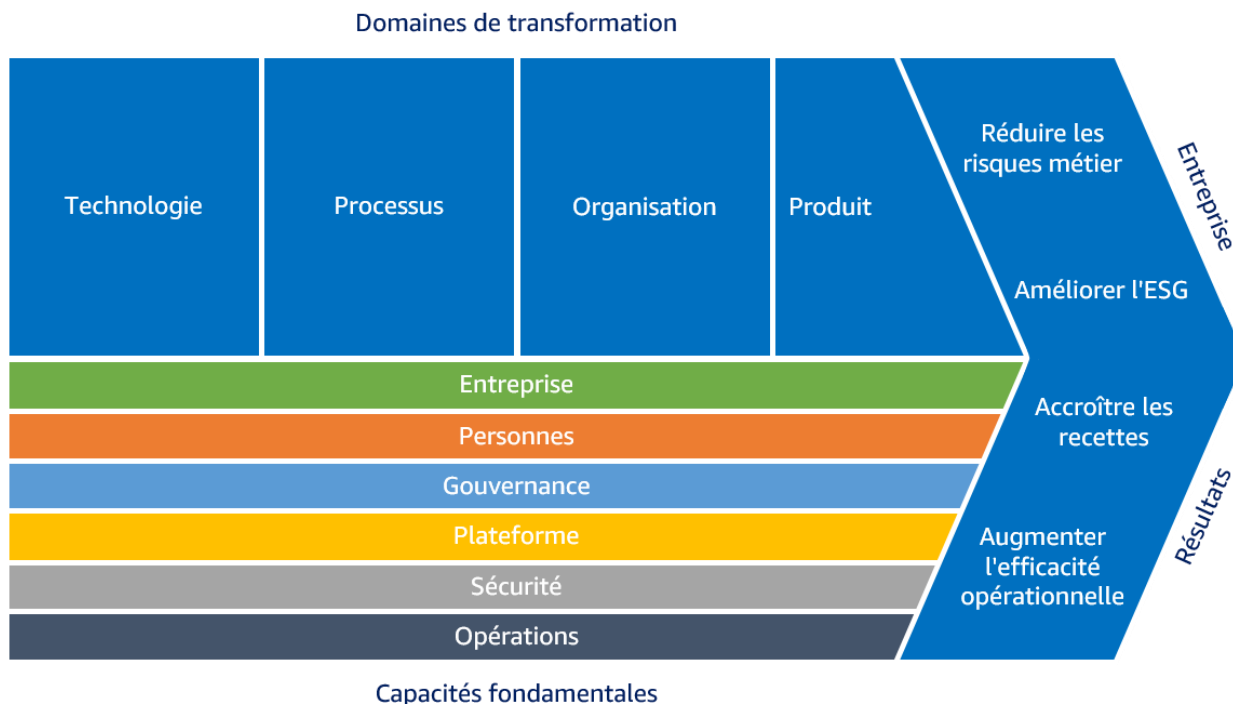 Domaines de transformation
Technologie
Processus
Organisation
Produit
Réduire les
risques métier
Améliorer l'ESG
Accroître les
recettes
Augmenter
l'efficacité
opérationnelle
Entreprise
Résultats
Entreprise
Personnes
Gouvernance
Plateforme
Sécurité
Opérations
Capacités fondamentales